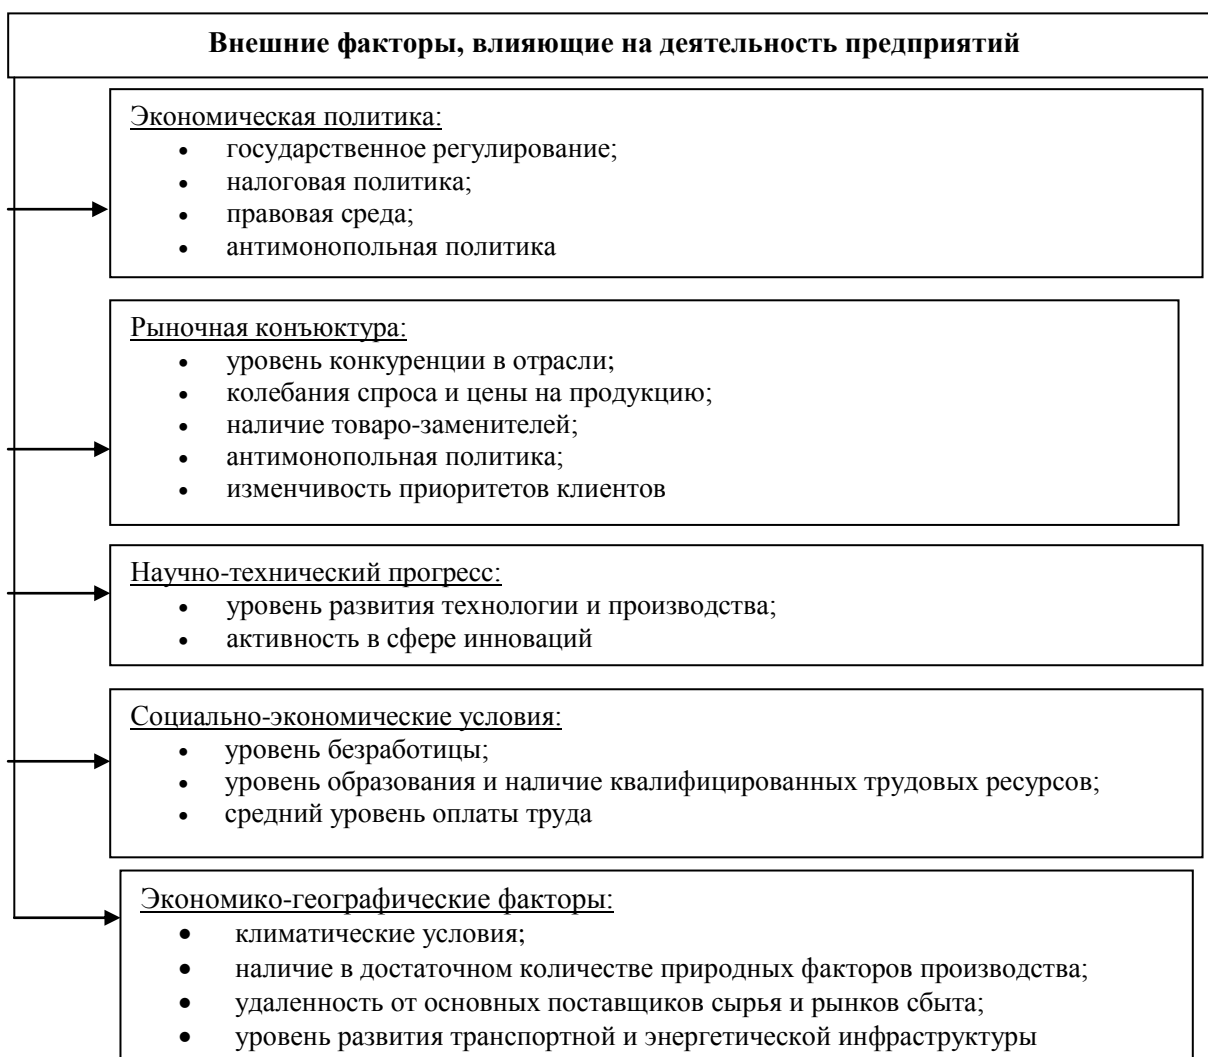 Внешние факторы, влияющие на деятельность предприятий
Экономическая политика:
• государственное регулирование;
• налоговая политика;
• правовая среда;
• антимонопольная политика
Рыночная конъюктура:
• уровень конкуренции в отрасли;
• колебания спроса и цены на продукцию;
• наличие товаро-заменителей;
• антимонопольная политика;
• изменчивость приоритетов клиентов
Научно-технический прогресс:
• уровень развития технологии и производства;
• активность в сфере инноваций
Социально-экономические условия:
• уровень безработицы;
• уровень образования и наличие квалифицированных трудовых ресурсов;
• средний уровень оплаты труда
Экономико-географические факторы:
• климатические условия;
• наличие в достаточном количестве природных факторов производства;
• удаленность от основных поставщиков сырья и рынков сбыта;
• уровень развития транспортной и энергетической инфраструктуры